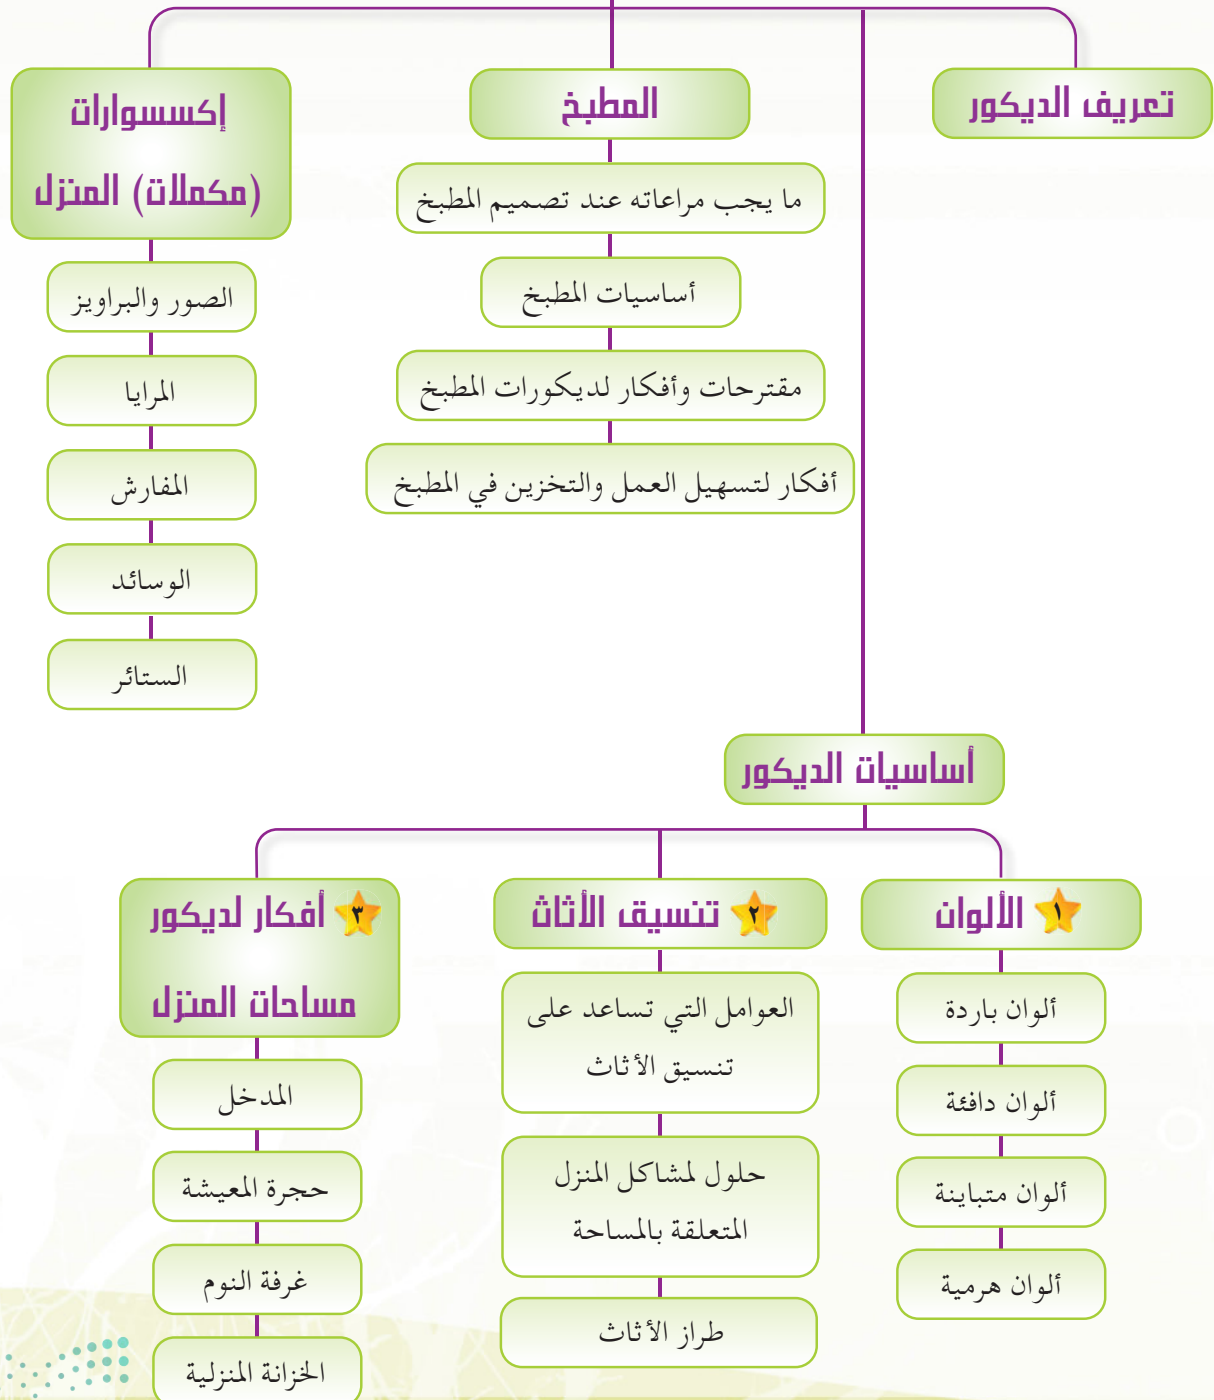 تعريف الديكور
المطبخ
ما يجب مراعاته عند تصميم المطبخ
أساسيات المطبخ
مقترحات وأفكار لديكورات المطبخ
أفكار لتسهيل العمل والتخزين في المطبخ
إكسسوارات
(مكملات) المنزل
الصور والبراويز
المرايا
المفارش
الوسائد
الستائر
أساسيات الديكور
١ الألوان
ألوان باردة
ألوان دافئة
ألوان متباينة
ألوان هرمية
٢ تنسيق الأثاث
العوامل التي تساعد على
تنسيق الأثاث
حلول لمشاكل المنزل
المتعلقة بالمساحة
طراز الأثاث
٣ أفكار لديكور
مساحات المنزل
المدخل
حجرة المعيشة
غرفة النوم
الخزانة المنزلية